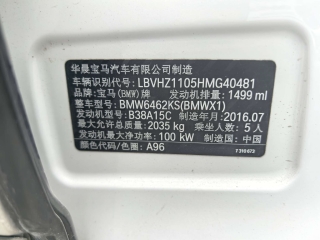 华晨宝马汽车有限公司制造
车辆识别代号: LBVHZ1105HMG40481
品牌: 宝马(BMW)牌 发动机排量: 1499 ml
整车型号: BMW6462KS(BMWX1)
发动机型号: B38A15C 制造年月: 2016.07
最大允许总质量: 2035 kg 乘坐人数: 5人
发动机最大净功率: 100 kW 制造国: 中国
颜色代码/色圈: A96